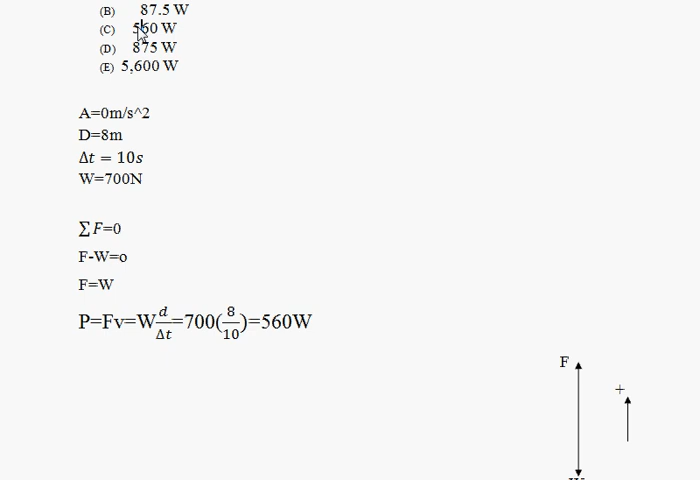 (B) 87.5 W
(C) 560 W
(D) 875 W
(E) 5,600 W
A=0m/s^2
D=8m
Δt = 10s
W=700N
∑F=0
F-W=o
F=W
P=Fv=W d/Δt=700(8/10)=560W
F
+